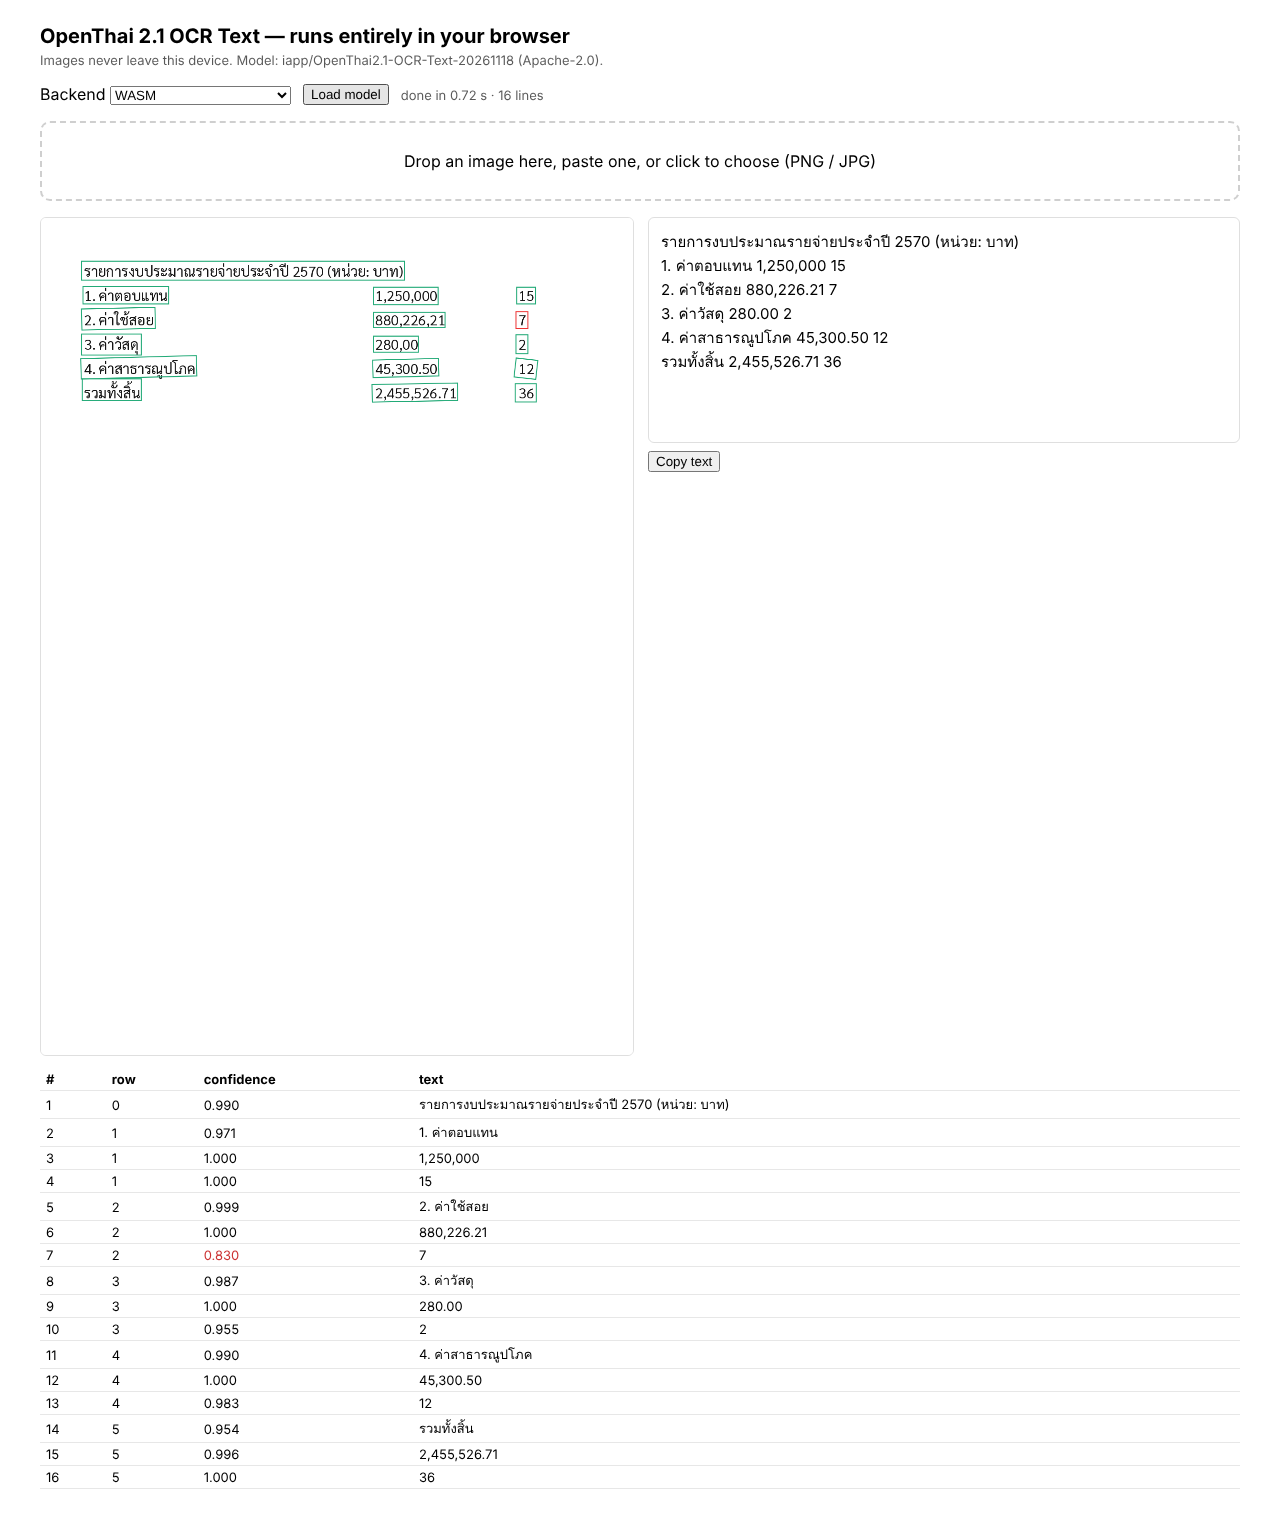 OpenThai 2.1 OCR Text — runs entirely in your browser
Images never leave this device. Model: iapp/OpenThai2.1-OCR-Text-20261118 (Apache-2.0).
Backend WASM Load model done in 0.72 s · 16 lines
Drop an image here, paste one, or click to choose (PNG / JPG)
รายการงบประมาณรายจ่ายประจำปี 2570 (หน่วย: บาท)
1. ค่าตอบแทน 1,250,000 15
2. ค่าใช้สอย 880,226,21 7
3. ค่าวัสดุ 280,00 2
4. ค่าสาธารณูปโภค 45,300.50 12
รวมทั้งสิ้น 2,455,526.71 36
รายการงบประมาณรายจ่ายประจำปี 2570 (หน่วย: บาท)
1. ค่าตอบแทน 1,250,000 15
2. ค่าใช้สอย 880,226.21 7
3. ค่าวัสดุ 280.00 2
4. ค่าสาธารณูปโภค 45,300.50 12
รวมทั้งสิ้น 2,455,526.71 36
Copy text
# row confidence text
1 0 0.990 รายการงบประมาณรายจ่ายประจำปี 2570 (หน่วย: บาท)
2 1 0.971 1. ค่าตอบแทน
3 1 1.000 1,250,000
4 1 1.000 15
5 2 0.999 2. ค่าใช้สอย
6 2 1.000 880,226.21
7 2 0.830 7
8 3 0.987 3. ค่าวัสดุ
9 3 1.000 280.00
10 3 0.955 2
11 4 0.990 4. ค่าสาธารณูปโภค
12 4 1.000 45,300.50
13 4 0.983 12
14 5 0.954 รวมทั้งสิ้น
15 5 0.996 2,455,526.71
16 5 1.000 36